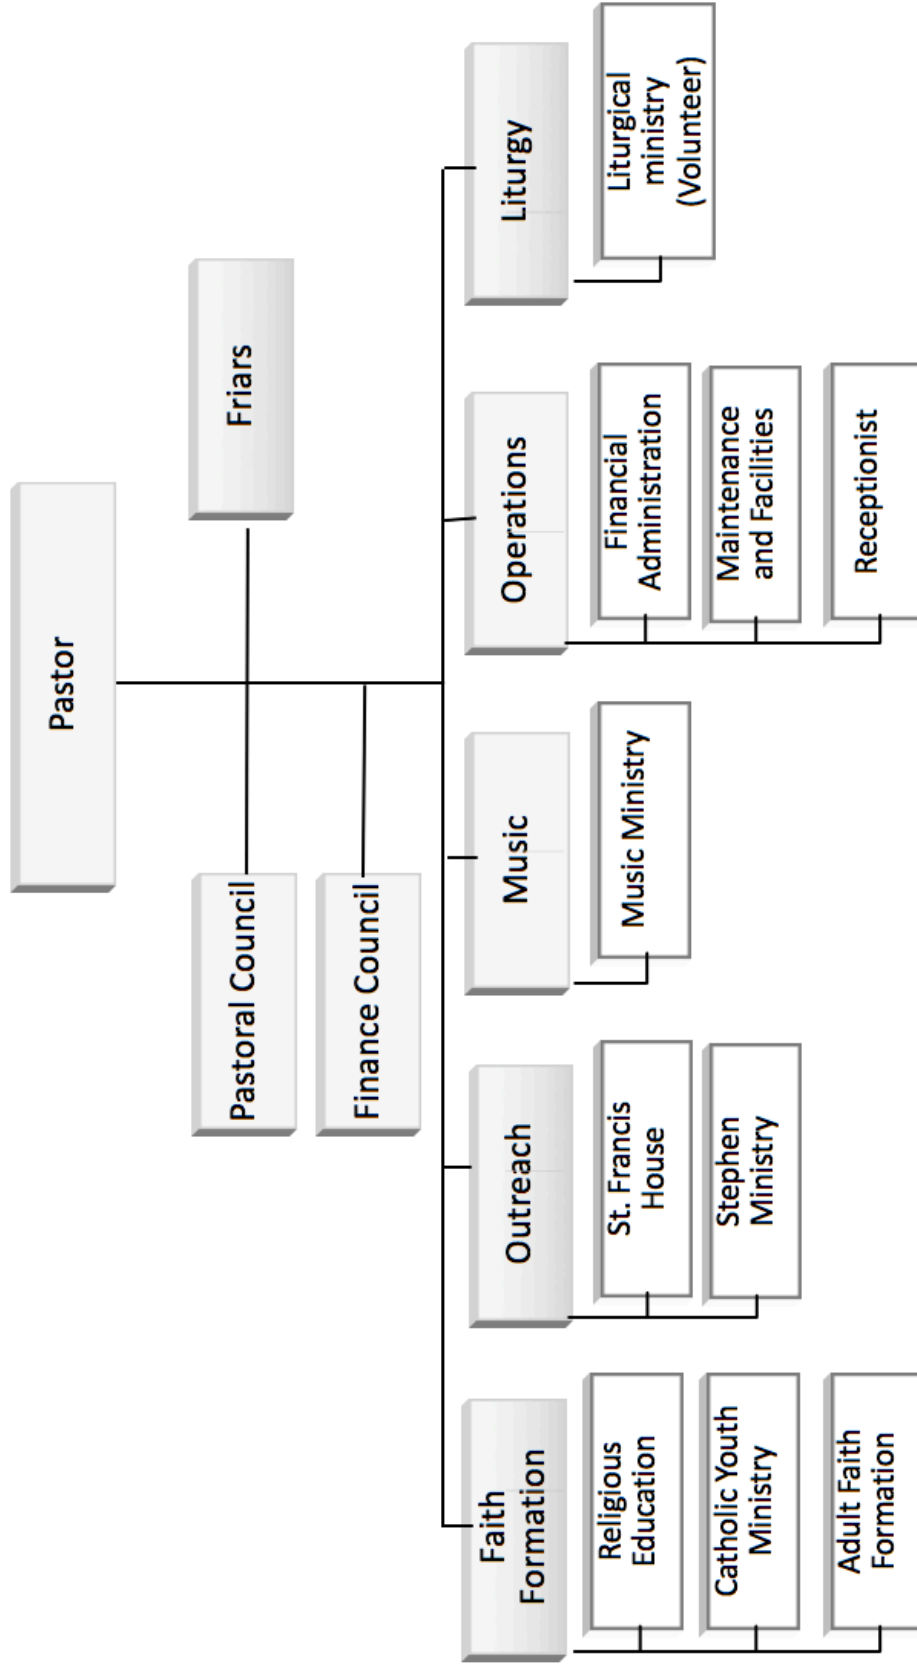 Pastor
Friars
Pastoral Council
Finance Council
Faith
Formation
Religious
Education
Catholic Youth
Ministry
Adult Faith
Formation
Outreach
St. Francis
House
Stephen
Ministry
Music
Music Ministry
Operations
Financial
Administration
Maintenance
and Facilities
Receptionist
Liturgy
Liturgical
ministry
(Volunteer)